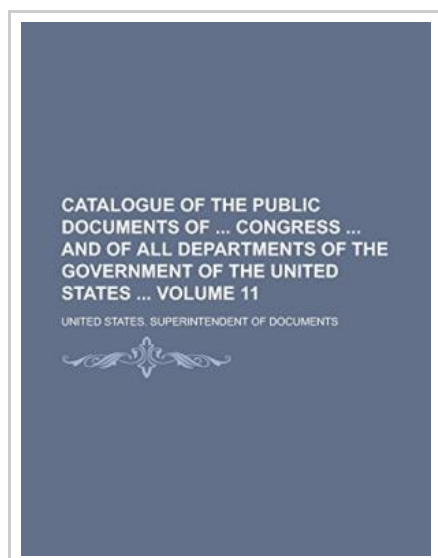 CATALOGUE OF THE PUBLIC
DOCUMENTS OF ... CONGRESS ...
AND OF ALL DEPARTMENTS OF THE
GOVERNMENT OF THE UNITED
STATES ... VOLUME 11
UNITED STATES. SUPERINTENDENT OF DOCUMENTS